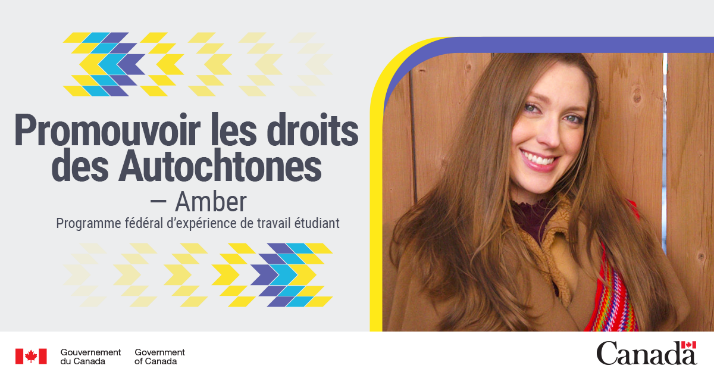 Promouvoir les droits
des Autochtones
— Amber
Programme fédéral d'expérience de travail étudiant
Gouvernement
du Canada
Government
of Canada
Canada